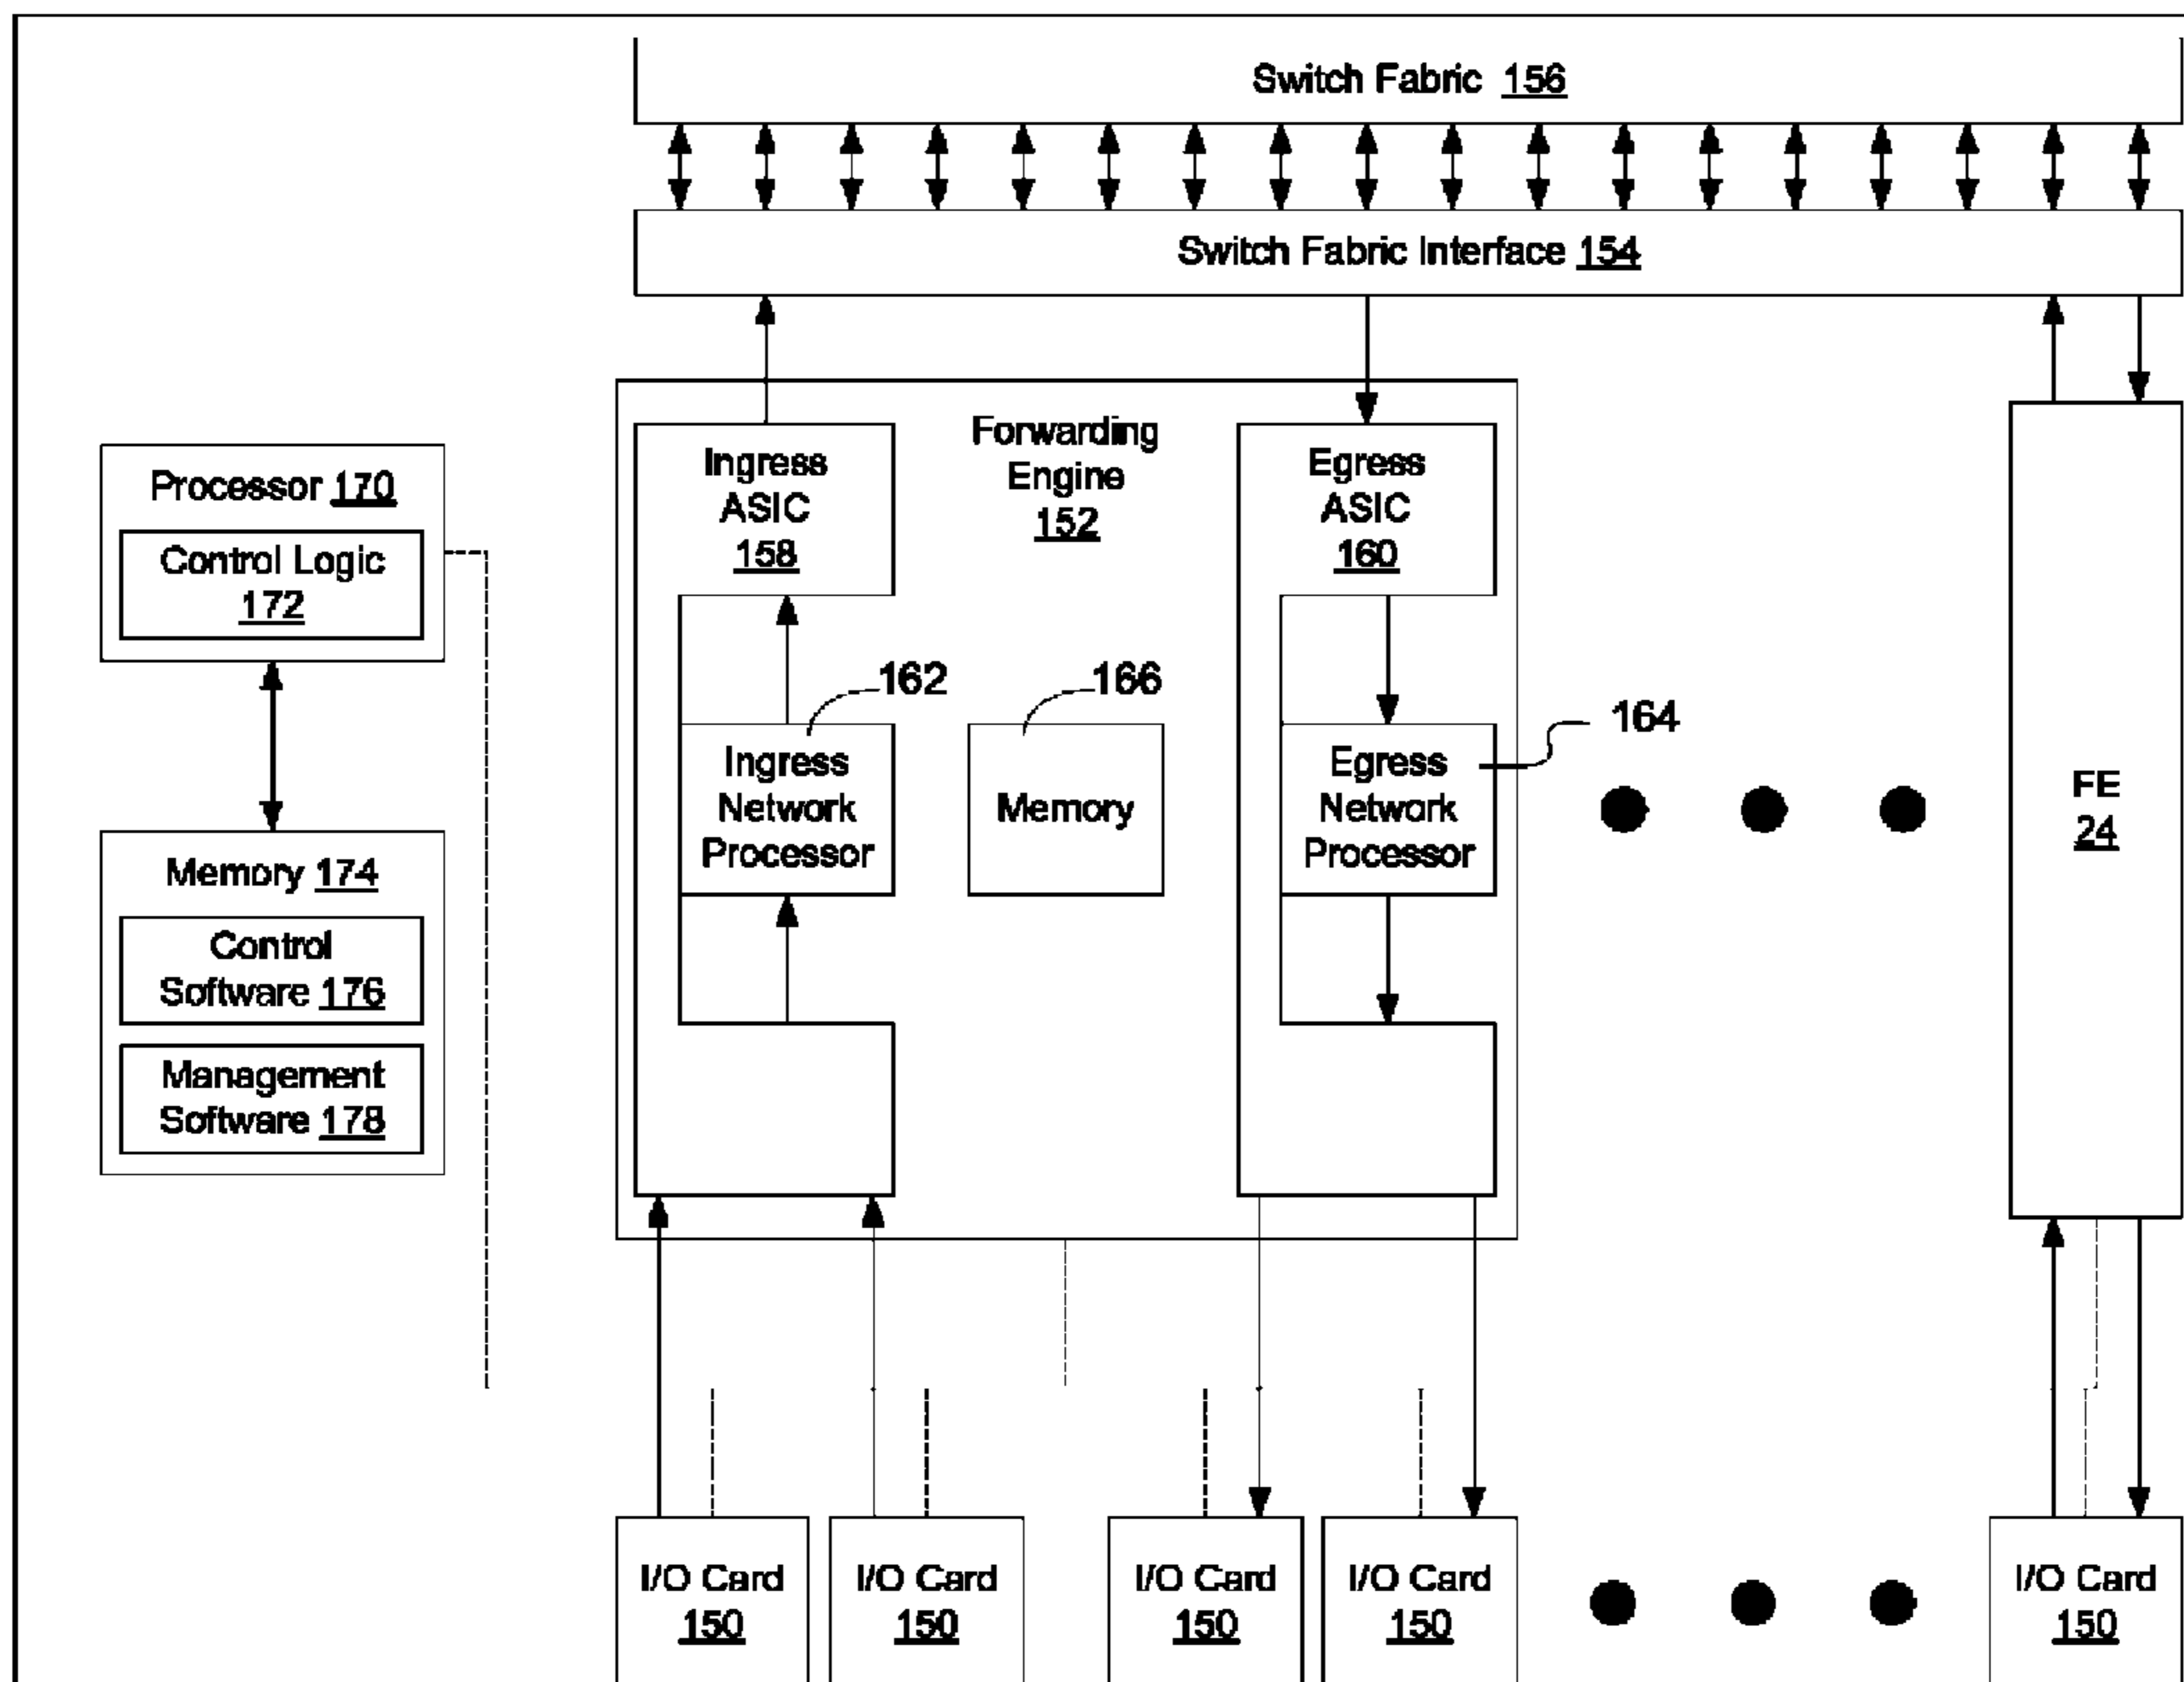 Switch Fabric 156
Switch Fabric Interface 154
Forwarding
Engine
152
Ingress
ASIC
158
Egress
ASIC
160
Processor 170
Control Logic
172
162
166
164
Ingress
Network
Processor
Memory
Egress
Network
Processor
FE
24
Memory 174
Control
Software 176
Management
Software 178
I/O Card
150
I/O Card
150
I/O Card
150
I/O Card
150
I/O Card
150